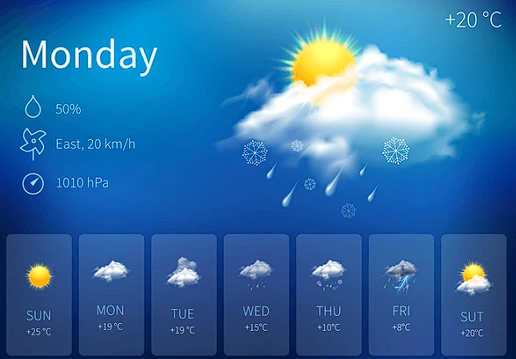 +20 °C
Monday
50%
East, 20 km/h
1010 hPa
SUN
+25 °C
MON
+19 °C
TUE
+19 °C
WED
+15°C
THU
+10°C
FRI
+8°C
SUT
+20°C